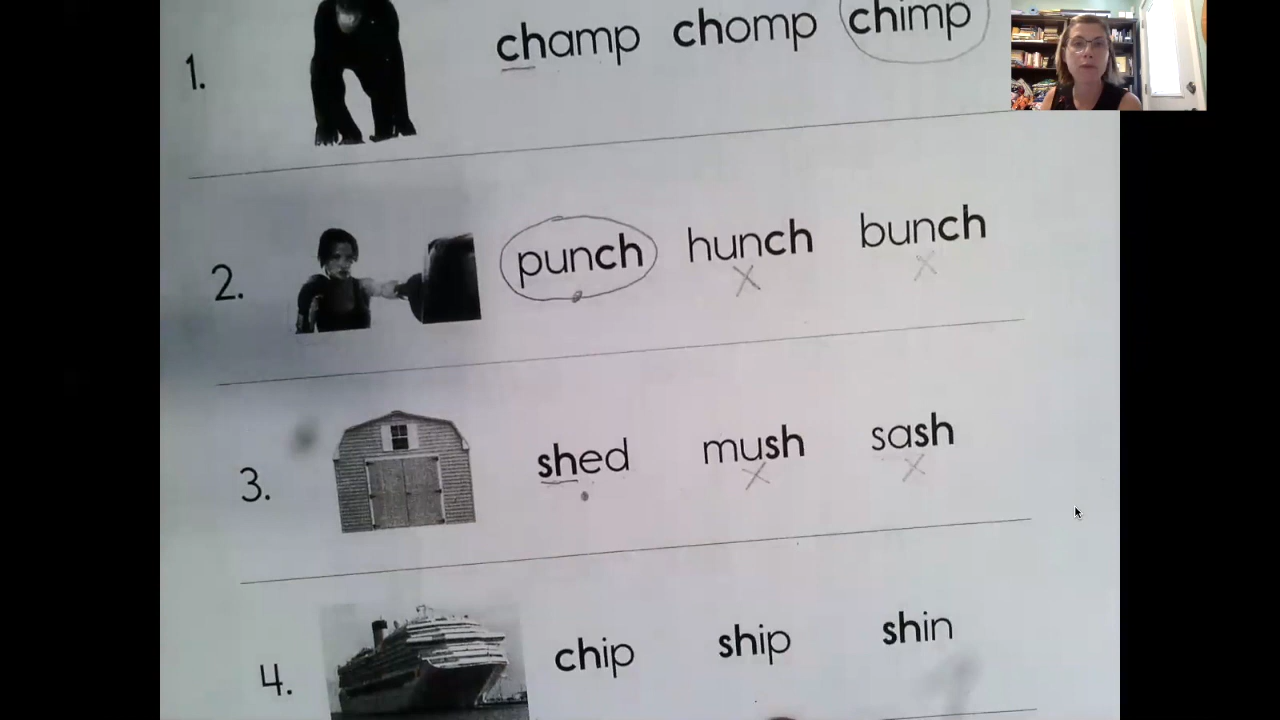 1. champ chomp chimp
2. punch hunch bunch
3. shed mush sash
4. chip ship shin